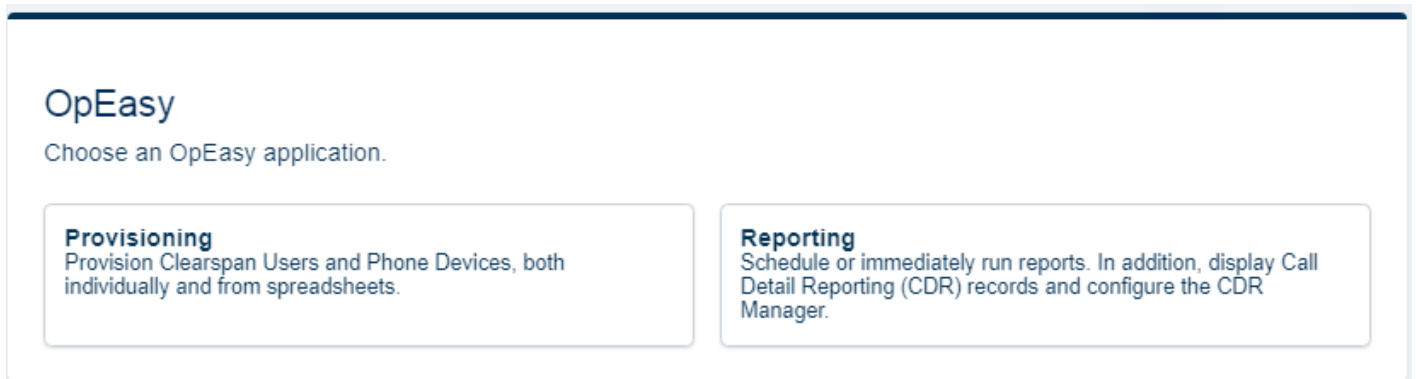 OpEasy
Choose an OpEasy application.
Provisioning
Provision Clearspan Users and Phone Devices, both
individually and from spreadsheets.
Reporting
Schedule or immediately run reports. In addition, display Call
Detail Reporting (CDR) records and configure the CDR
Manager.